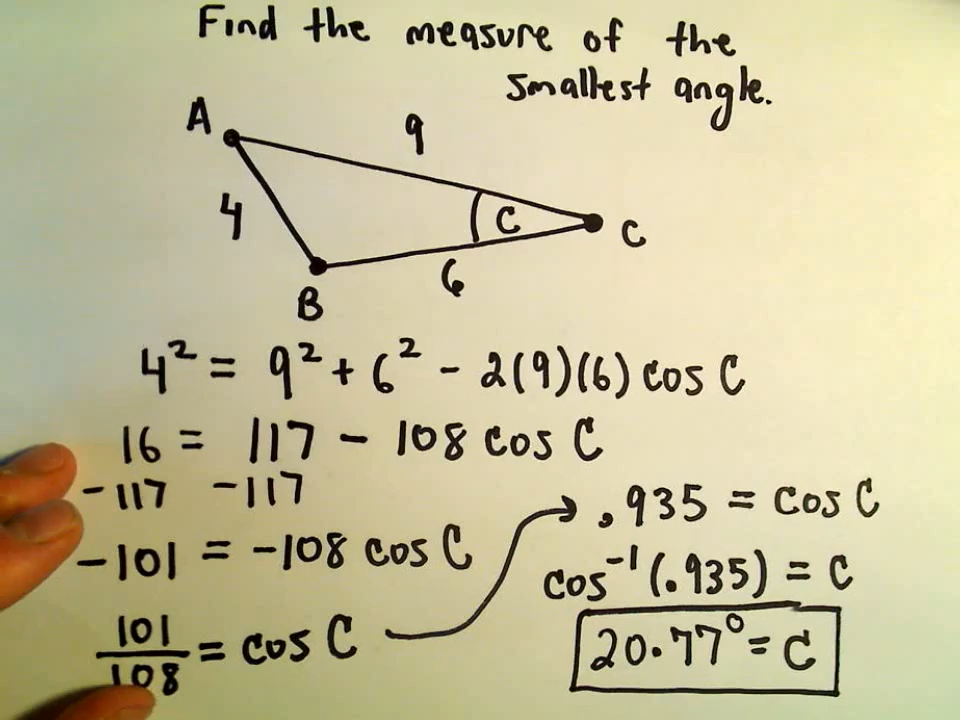 Find the measure of the
smallest angle.
A
9
4
C
C
6
B
4² = 9² + 6² - 2(9)(6) cos C
16 = 117 - 108 cos C
-117 -117
-101 = -108 cos C
101/108 = cos C
.935 = cos C
cos⁻¹(.935) = C
20.77° = C